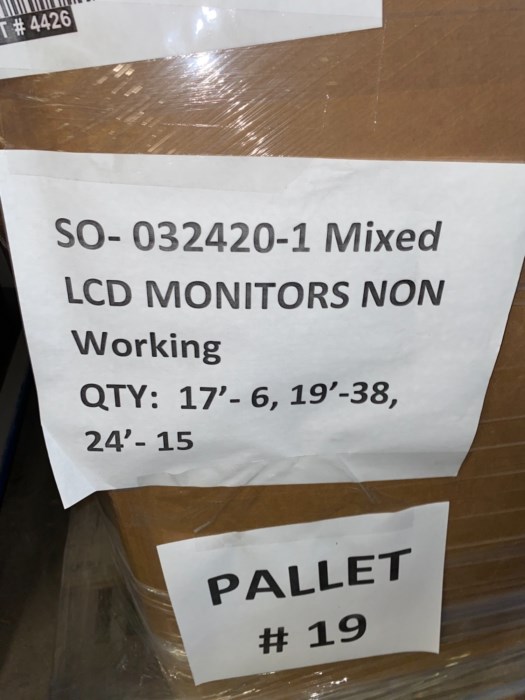 T # 4426
SO- 032420-1 Mixed
LCD MONITORS NON
Working
QTY: 17'- 6, 19'-38,
24'- 15
PALLET
# 19